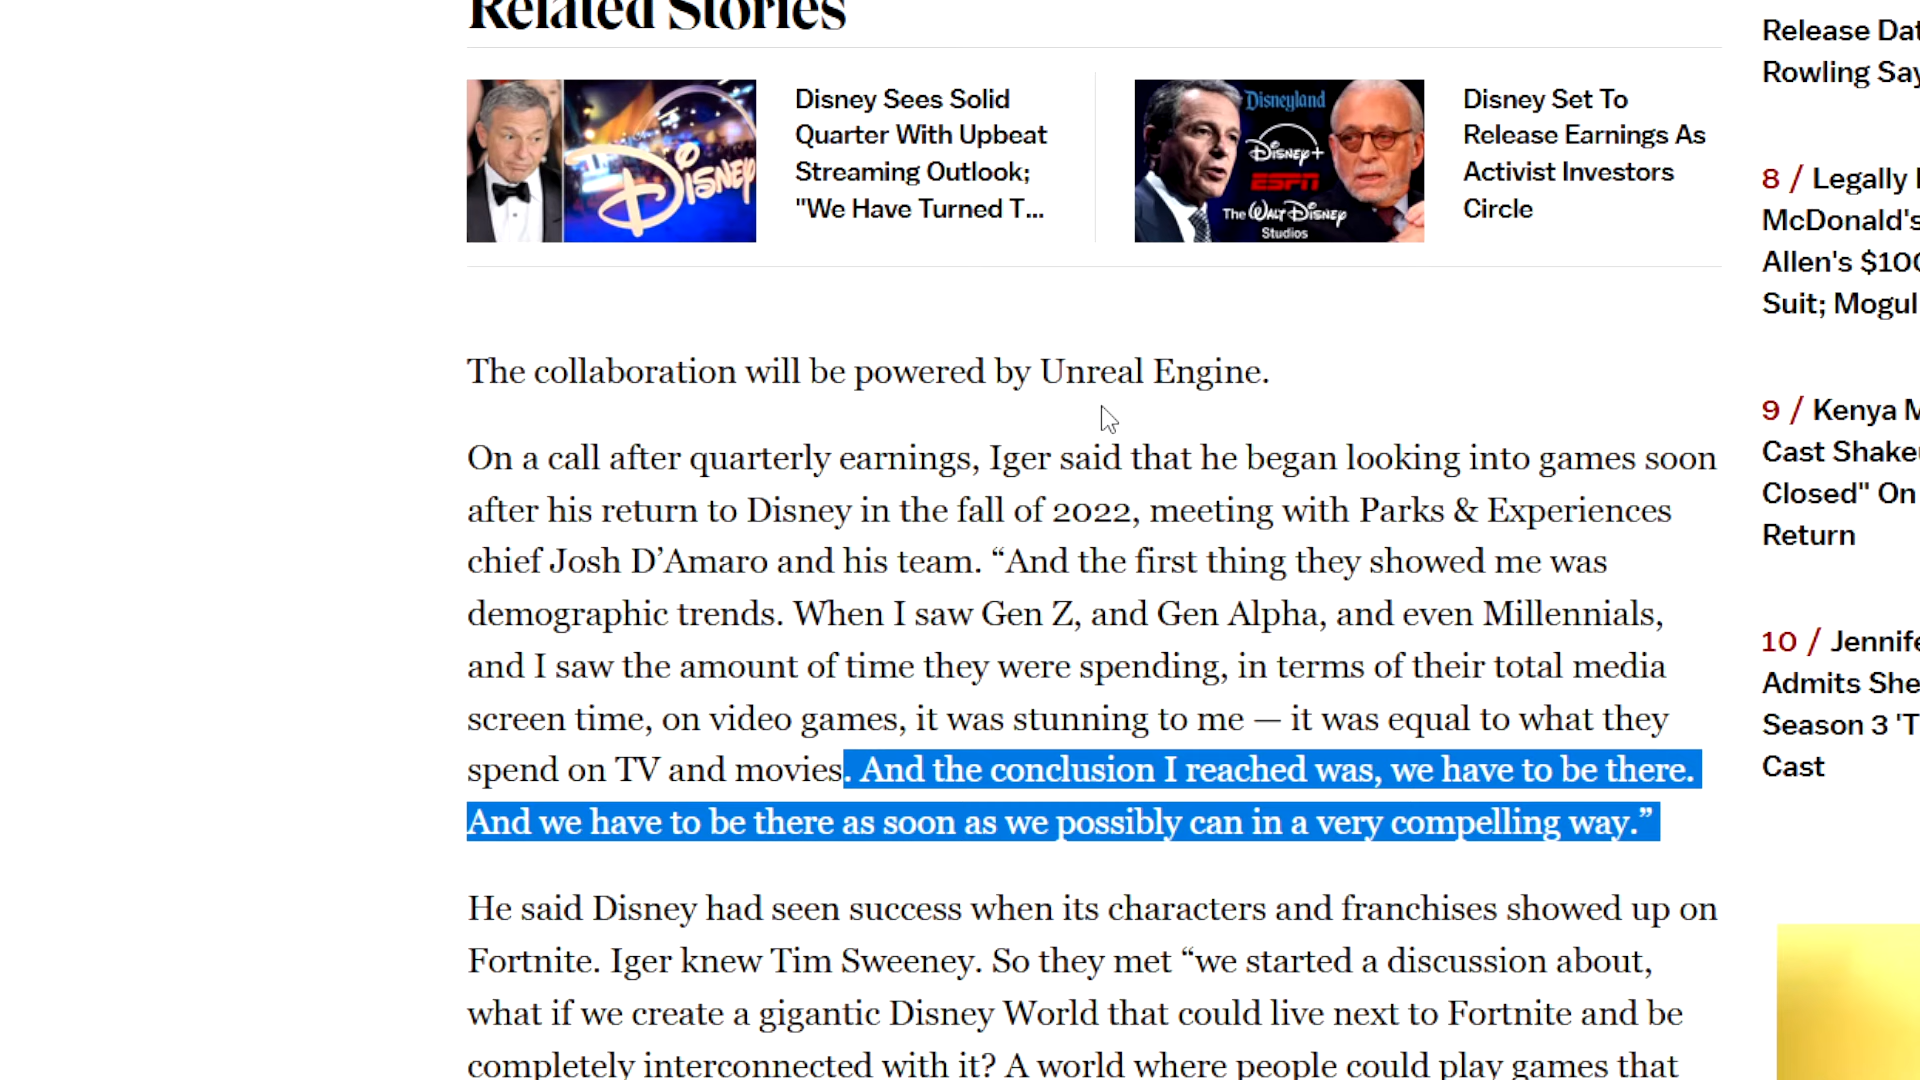 Related Stories
DISNEY
Disney Sees Solid
Quarter With Upbeat
Streaming Outlook;
"We Have Turned T...
Disneyland
Disney+
ESPN
The Walt Disney
Studios
Disney Set To
Release Earnings As
Activist Investors
Circle
The collaboration will be powered by Unreal Engine.
On a call after quarterly earnings, Iger said that he began looking into games soon
after his return to Disney in the fall of 2022, meeting with Parks & Experiences
chief Josh D’Amaro and his team. “And the first thing they showed me was
demographic trends. When I saw Gen Z, and Gen Alpha, and even Millennials,
and I saw the amount of time they were spending, in terms of their total media
screen time, on video games, it was stunning to me — it was equal to what they
spend on TV and movies. And the conclusion I reached was, we have to be there.
And we have to be there as soon as we possibly can in a very compelling way.”
He said Disney had seen success when its characters and franchises showed up on
Fortnite. Iger knew Tim Sweeney. So they met “we started a discussion about,
what if we create a gigantic Disney World that could live next to Fortnite and be
completely interconnected with it? A world where people could play games that
Release
Rowling
8 / Legally
McDonald's
Allen's $100
Suit; Mogul
9 / Kenya
Cast
Closed" On
Return
10 /
Admits She
Season 3
Cast